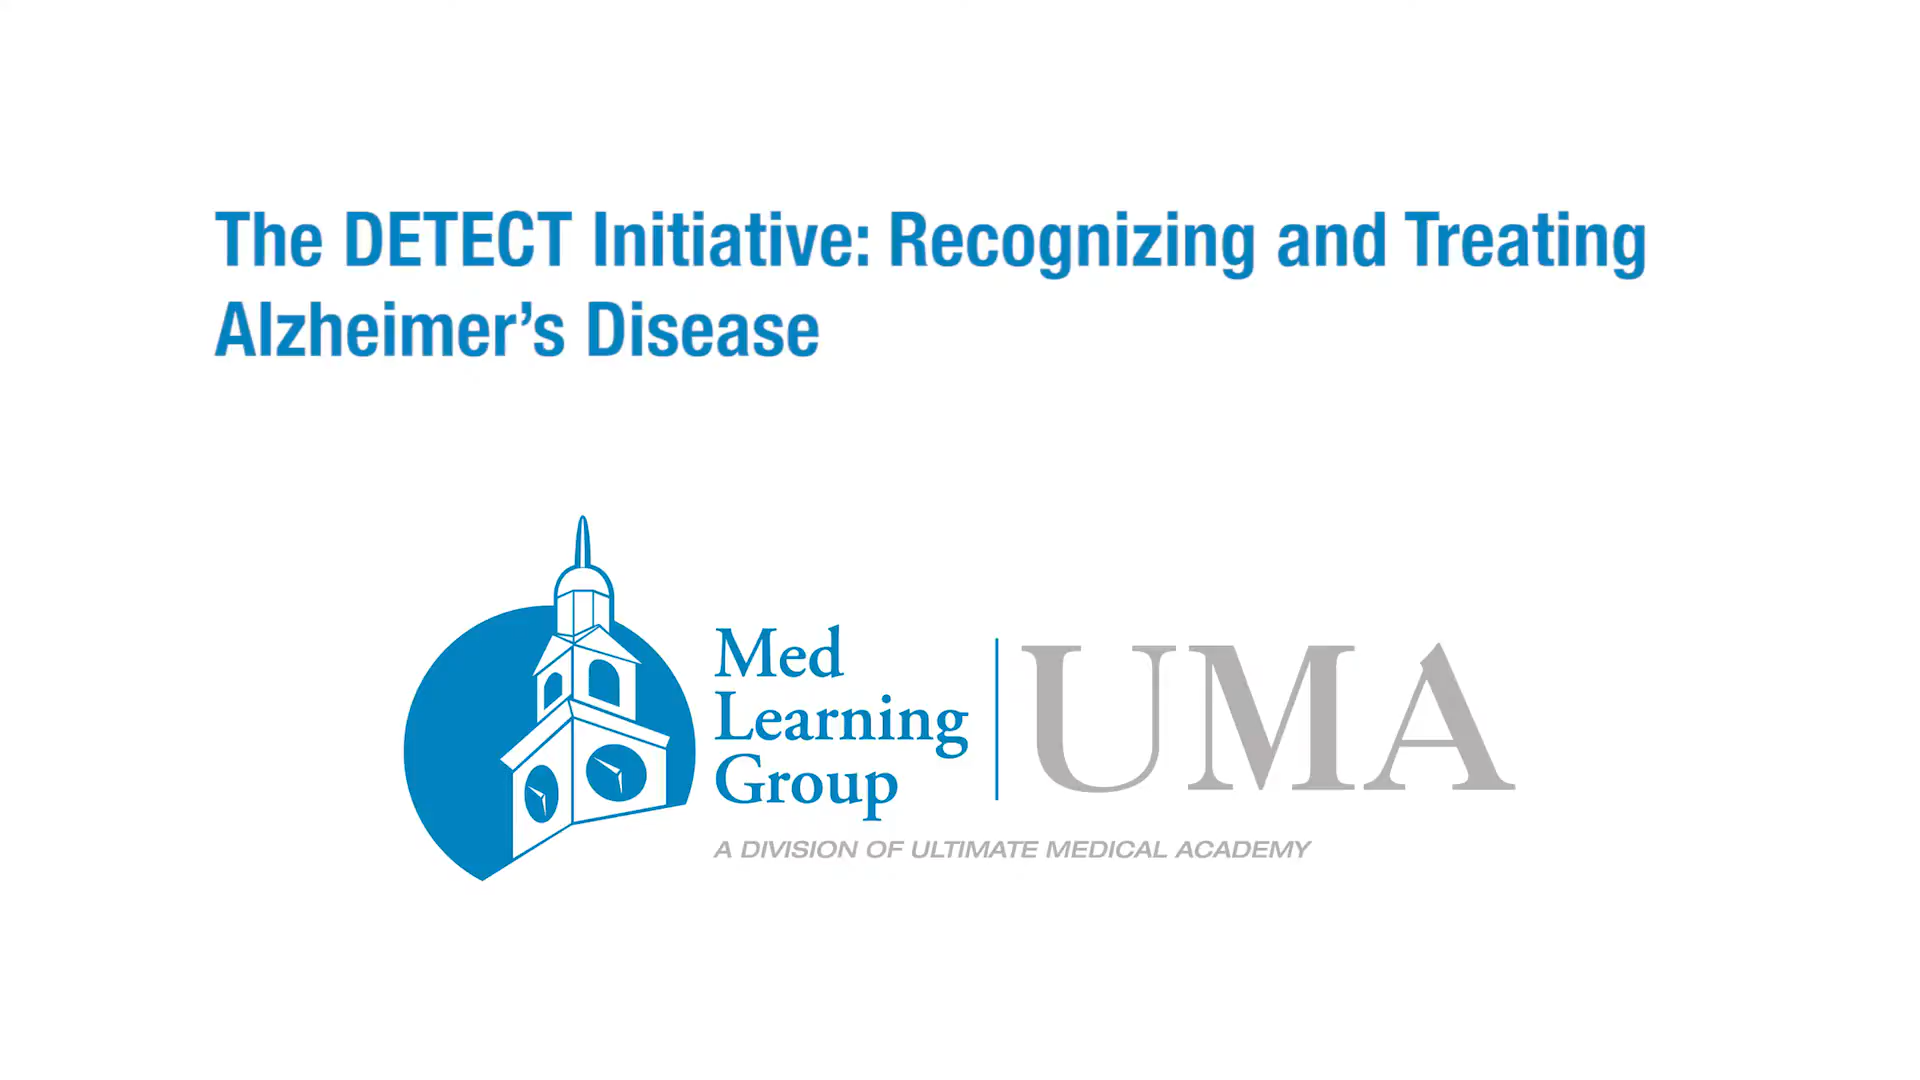 The DETECT Initiative: Recognizing and Treating
Alzheimer’s Disease
Med
Learning
Group
UMA
A DIVISION OF ULTIMATE MEDICAL ACADEMY